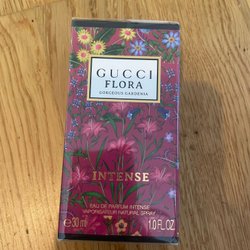 GUCCI
FLORA
GORGEOUS GARDENIA
INTENSE
EAU DE PARFUM INTENSE
VAPORISATEUR NATURAL SPRAY
℮ 30 ml 1.0 FL.OZ.